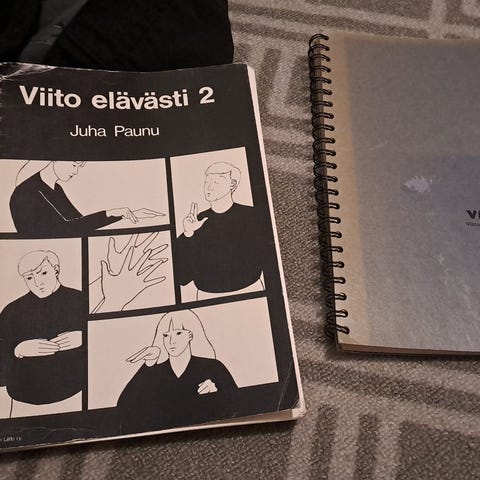 Viito elävästi 2
Juha Paunu